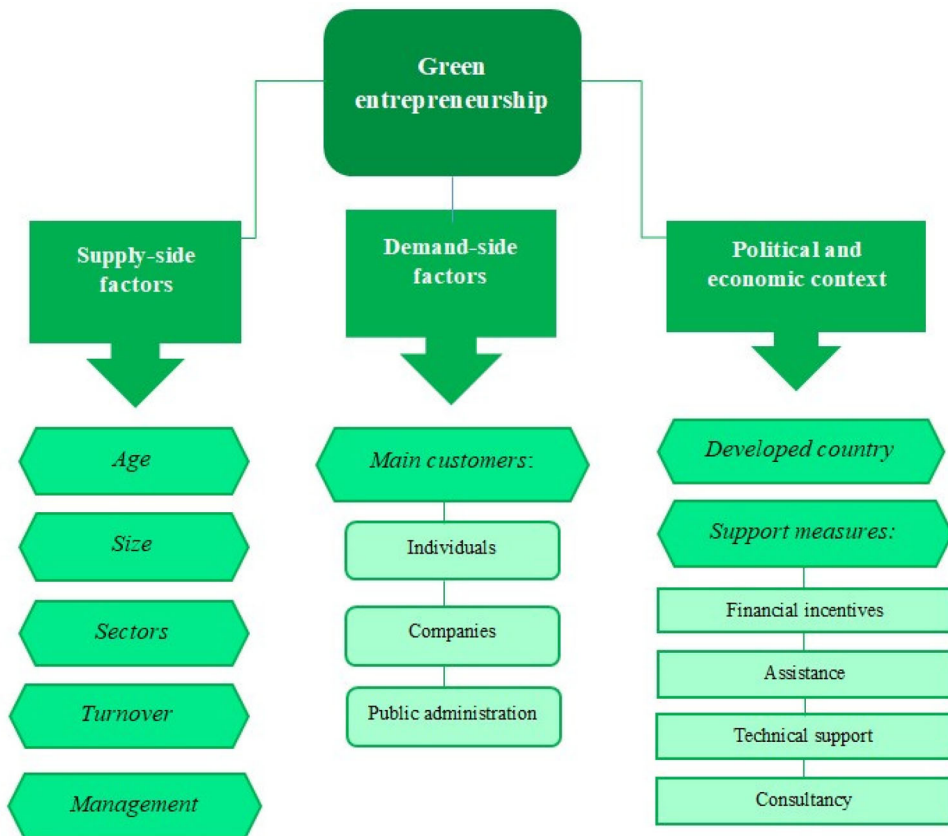 Green
entrepreneurship
Supply-side
factors
Demand-side
factors
Political and
economic context
Age
Size
Sectors
Turnover
Management
Main customers:
Individuals
Companies
Public administration
Developed country
Support measures:
Financial incentives
Assistance
Technical support
Consultancy